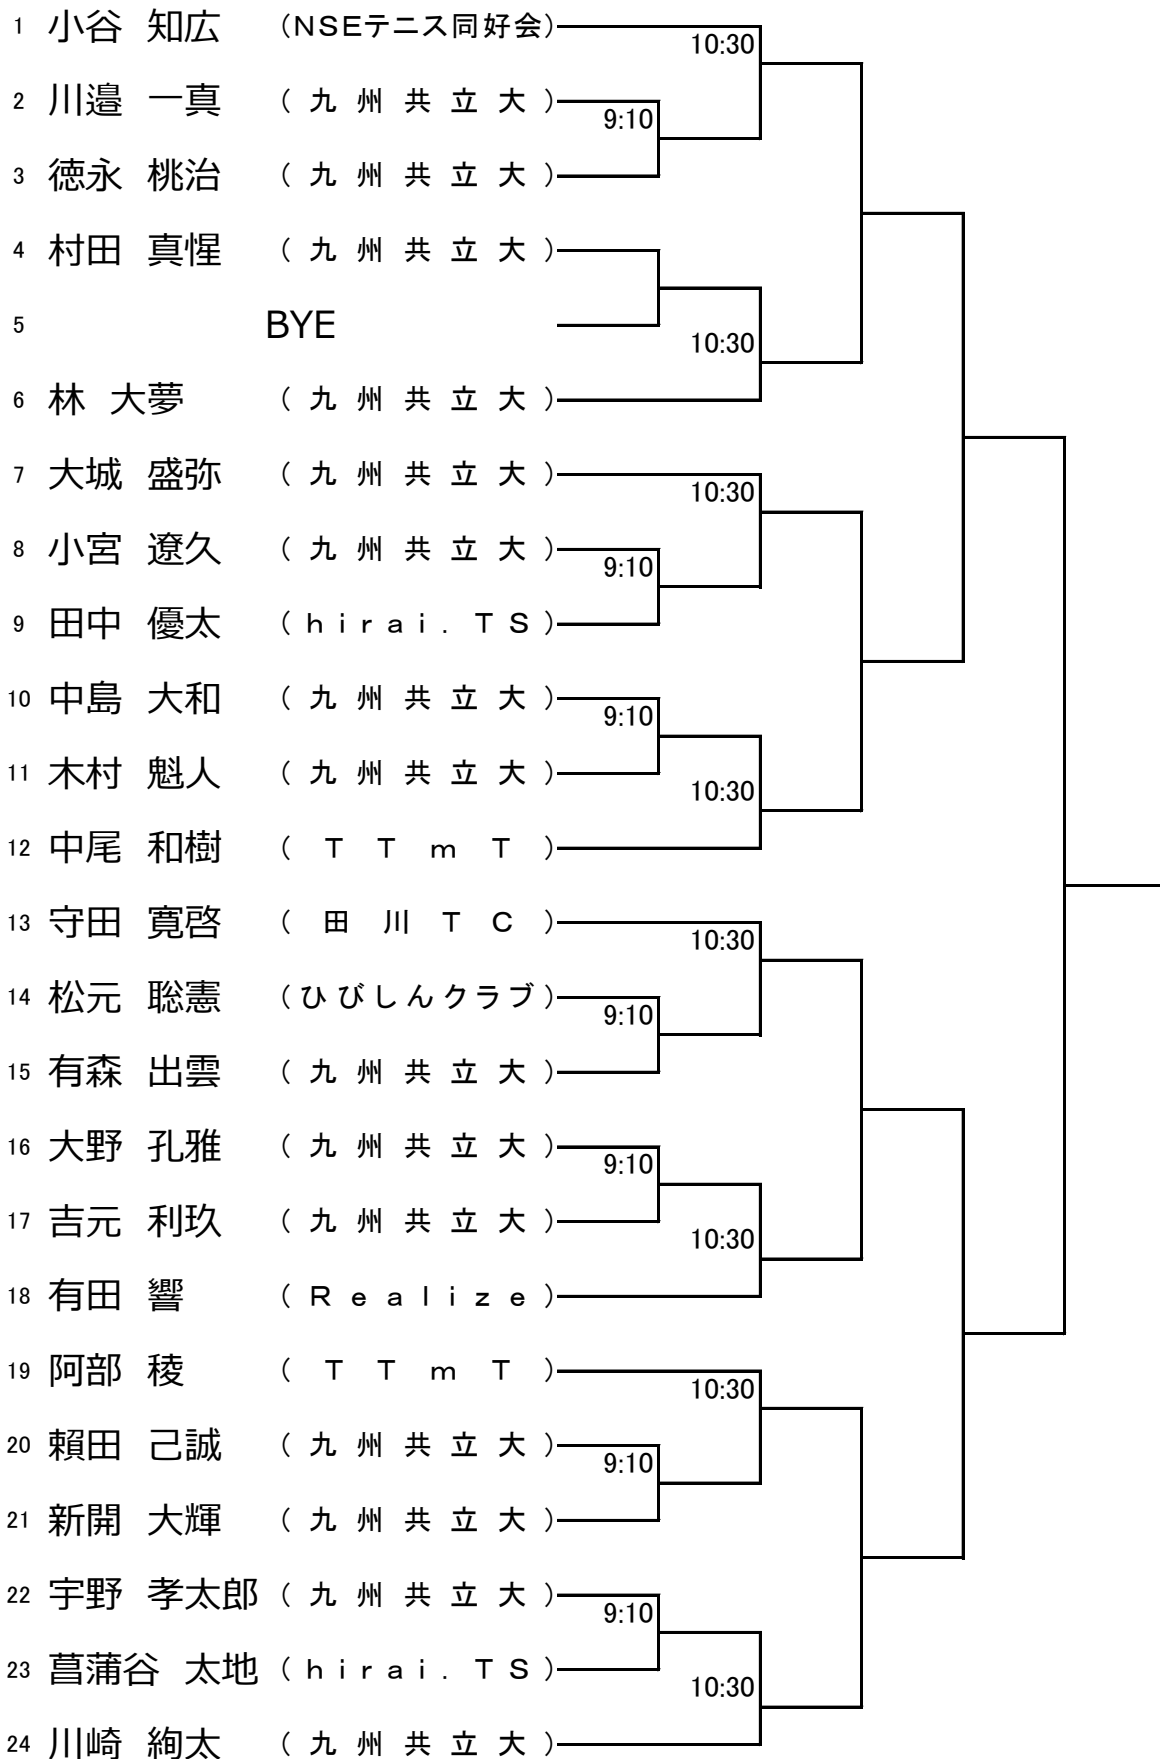 1 小谷 知広 (NSEテニス同好会)
10:30
2 川邉 一真 (九州共立大)
9:10
3 徳永 桃治 (九州共立大)
4 村田 真惺 (九州共立大)
5 BYE
10:30
6 林 大夢 (九州共立大)
7 大城 盛弥 (九州共立大)
10:30
8 小宮 遼久 (九州共立大)
9:10
9 田中 優太 (hirai.TS)
10 中島 大和 (九州共立大)
9:10
11 木村 魁人 (九州共立大)
10:30
12 中尾 和樹 (TTmT)
13 守田 寛啓 (田川TC)
10:30
14 松元 聡憲 (ひびしんクラブ)
9:10
15 有森 出雲 (九州共立大)
16 大野 孔雅 (九州共立大)
9:10
17 吉元 利玖 (九州共立大)
10:30
18 有田 響 (Realize)
19 阿部 稜 (TTmT)
10:30
20 賴田 己誠 (九州共立大)
9:10
21 新開 大輝 (九州共立大)
22 宇野 孝太郎 (九州共立大)
9:10
23 菖蒲谷 太地 (hirai.TS)
10:30
24 川崎 絢太 (九州共立大)